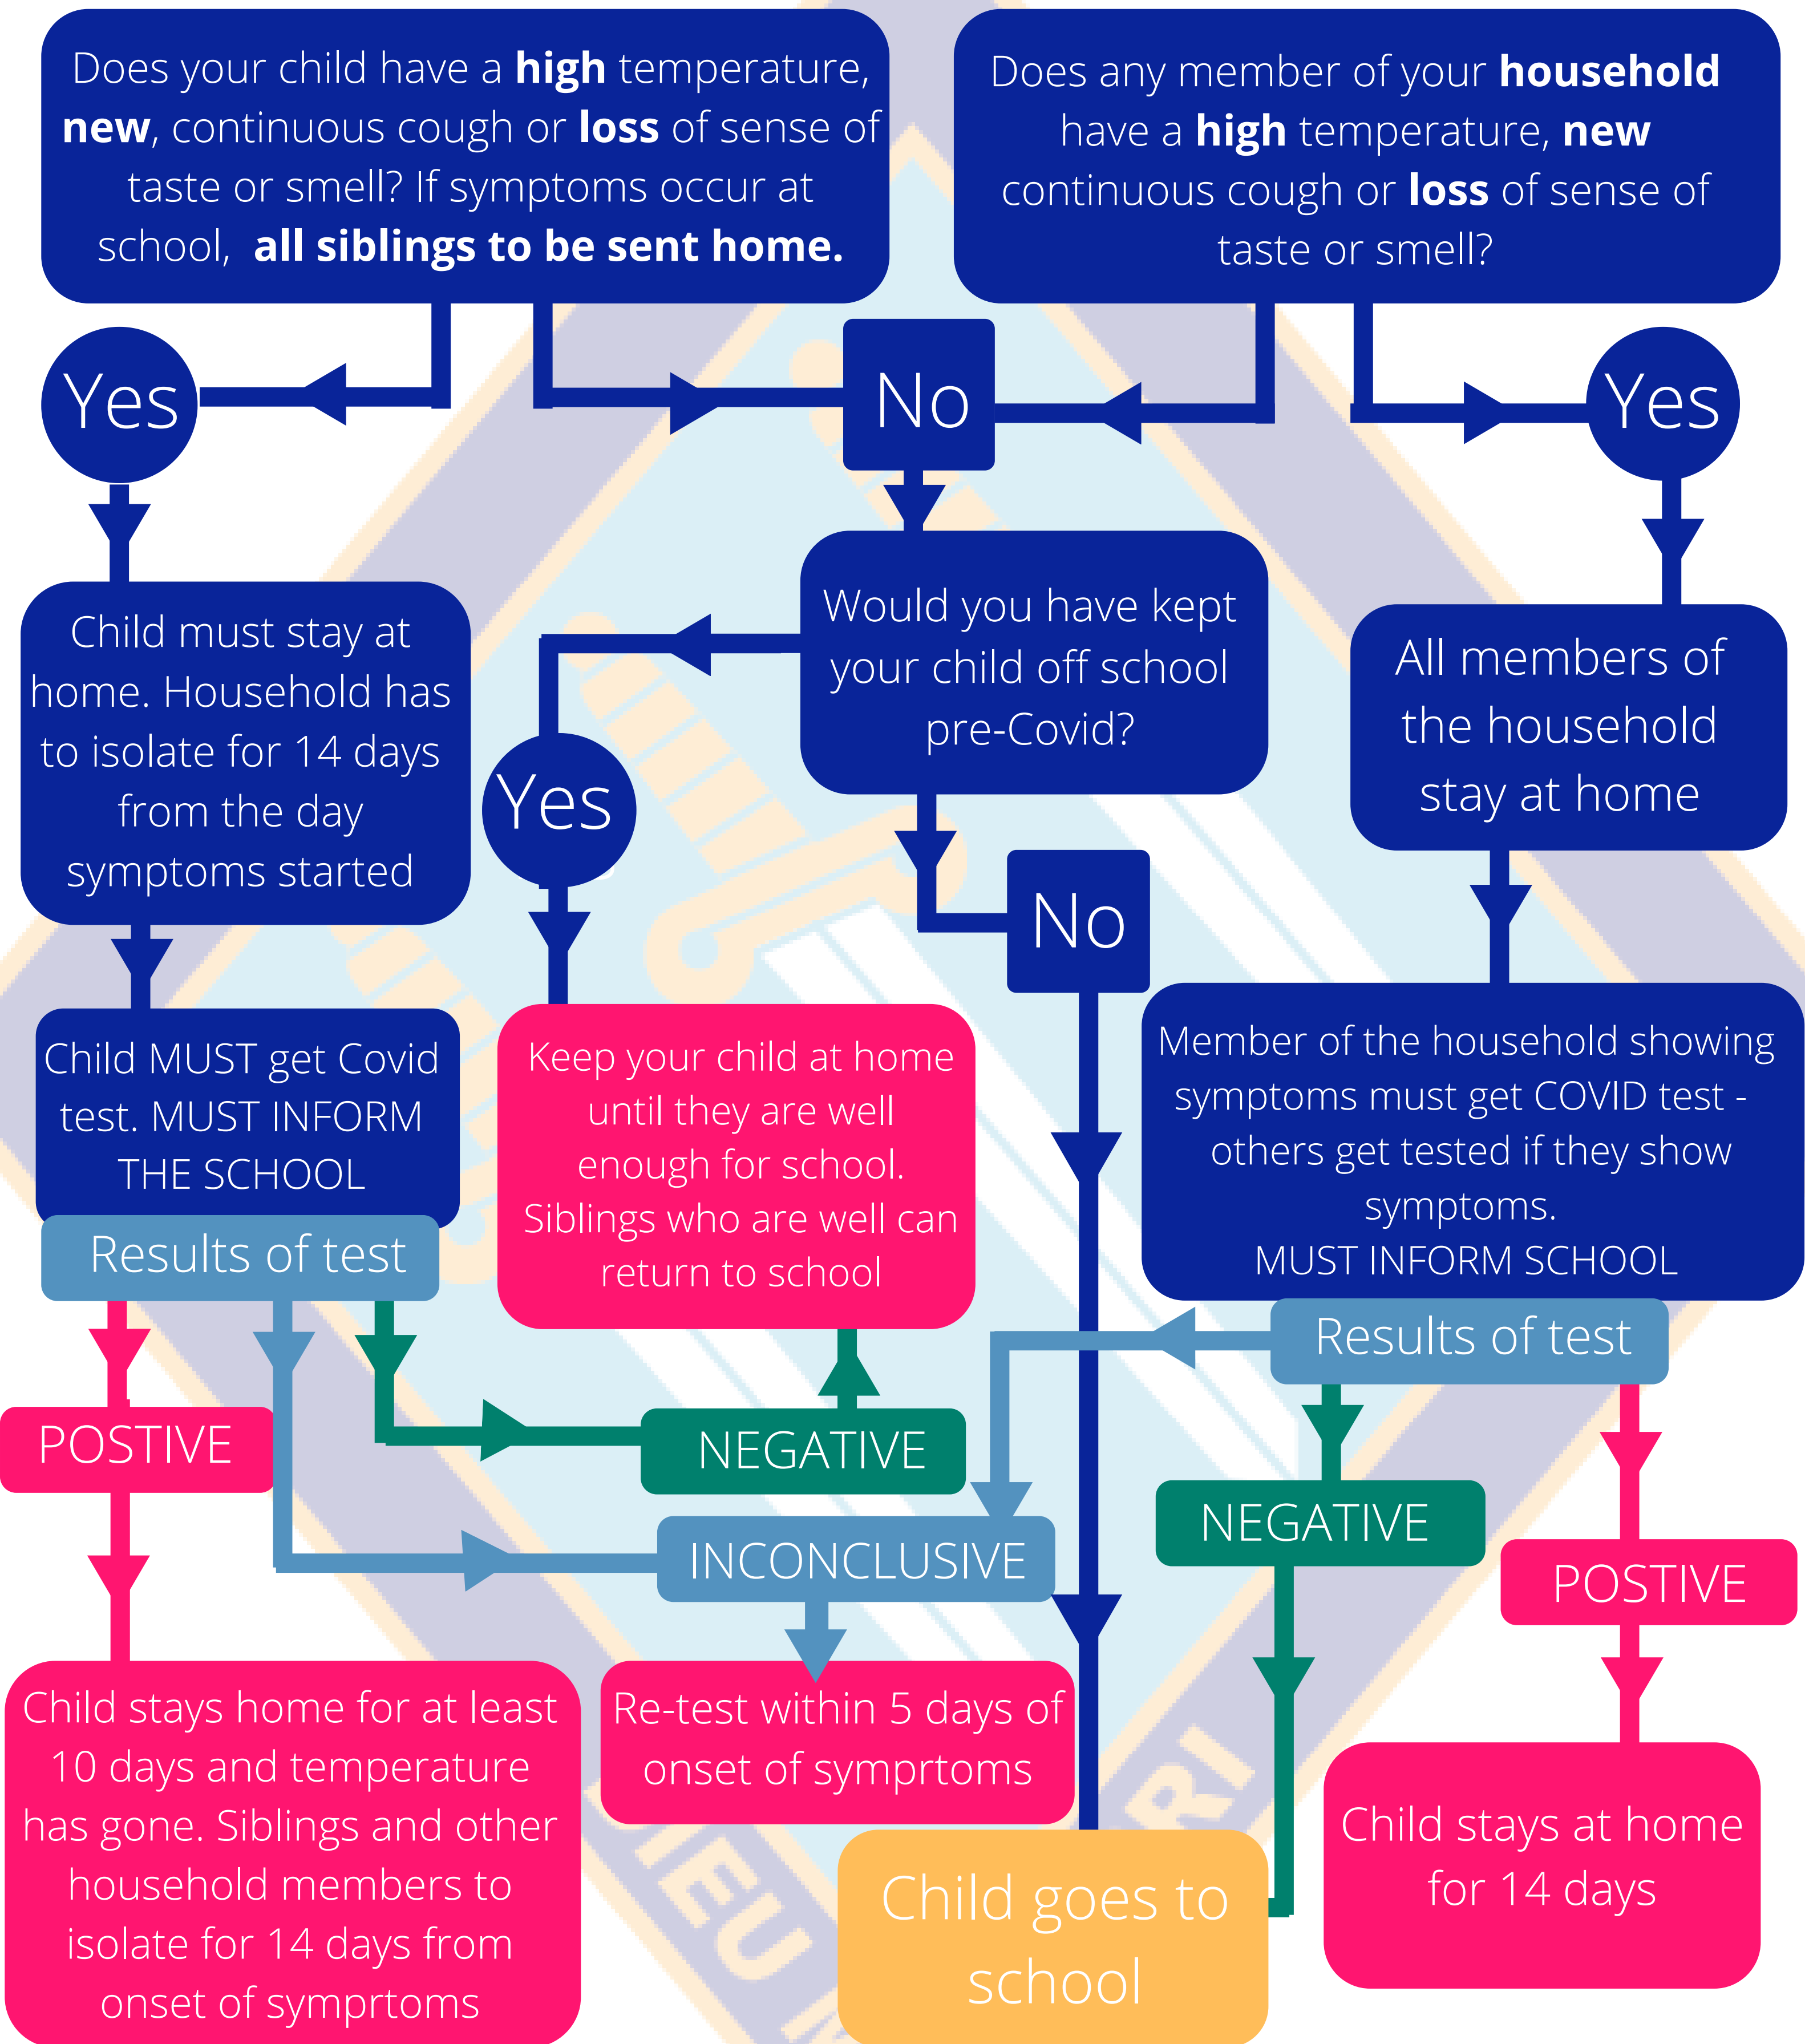 Does your child have a high temperature,
new, continuous cough or loss of sense of
taste or smell? If symptoms occur at
school, all siblings to be sent home.
Does any member of your household
have a high temperature, new
continuous cough or loss of sense of
taste or smell?
Yes
No
Yes
Child must stay at
home. Household has
to isolate for 14 days
from the day
symptoms started
Would you have kept
your child off school
pre-Covid?
All members of
the household
stay at home
Yes
No
Child MUST get Covid
test. MUST INFORM
THE SCHOOL
Results of test
Keep your child at home
until they are well
enough for school.
Siblings who are well can
return to school
Member of the household showing
symptoms must get COVID test -
others get tested if they show
symptoms.
MUST INFORM SCHOOL
Results of test
POSTIVE
NEGATIVE
INCONCLUSIVE
NEGATIVE
POSTIVE
Child stays home for at least
10 days and temperature
has gone. Siblings and other
household members to
isolate for 14 days from
onset of symprtoms
Re-test within 5 days of
onset of symprtoms
Child goes to
school
Child stays at home
for 14 days